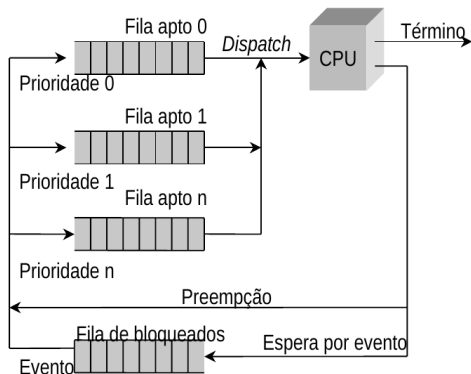 Fila apto 0
Dispatch
CPU
Término
Prioridade 0
Fila apto 1
Prioridade 1
Fila apto n
Prioridade n
Preempção
Fila de bloqueados
Espera por evento
Evento